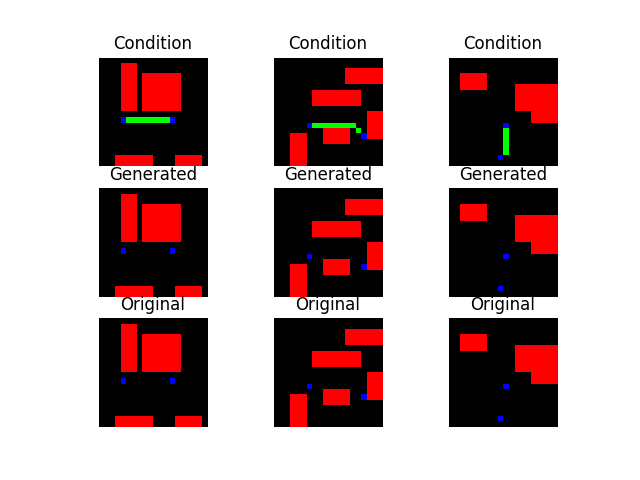 Condition Condition Condition
Generated Generated Generated
Original Original Original